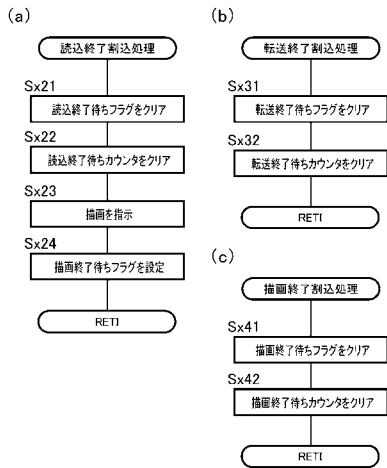 (a)
読込終了割込処理
Sx21
読込終了待ちフラグをクリア
Sx22
読込終了待ちカウンタをクリア
Sx23
描画を指示
Sx24
描画終了待ちフラグを設定
RETI
(b)
転送終了割込処理
Sx31
転送終了待ちフラグをクリア
Sx32
転送終了待ちカウンタをクリア
RETI
(c)
描画終了割込処理
Sx41
描画終了待ちフラグをクリア
Sx42
描画終了待ちカウンタをクリア
RETI